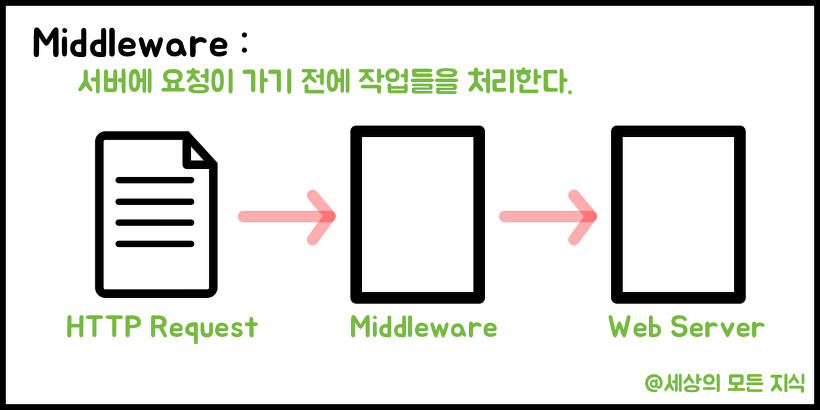 Middleware :
서버에 요청이 가기 전에 작업들을 처리한다.
HTTP Request
Middleware
Web Server
@세상의 모든 지식